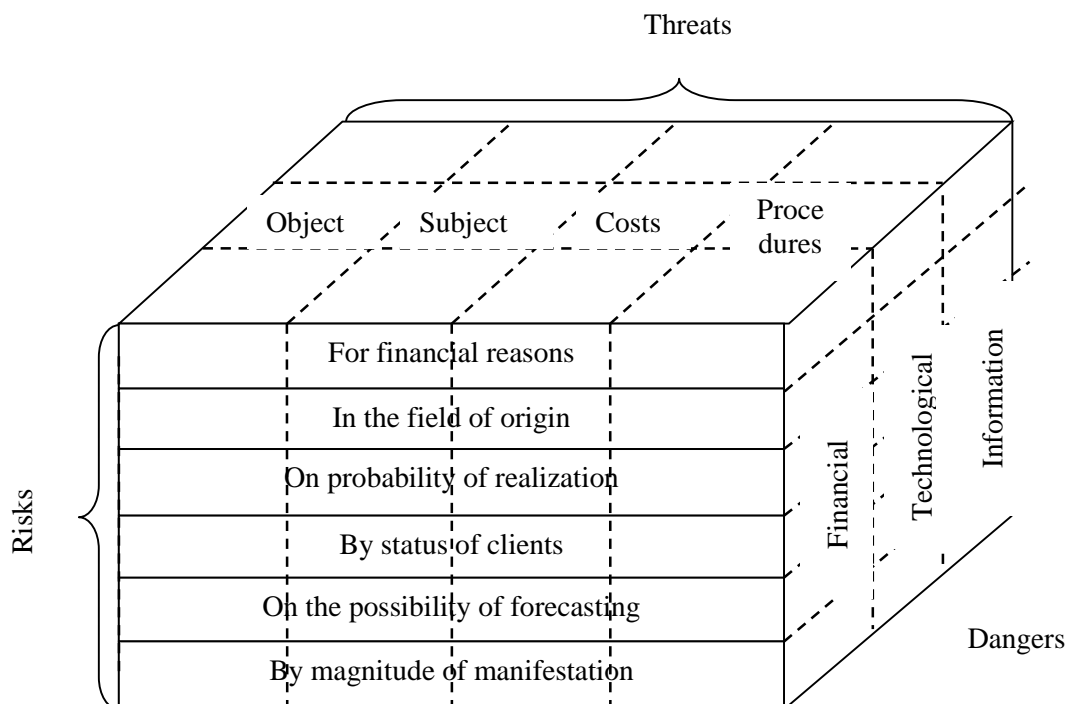 Threats
Object
Subject
Costs
Proce
dures
For financial reasons
In the field of origin
On probability of realization
By status of clients
On the possibility of forecasting
By magnitude of manifestation
Risks
Financial
Technological
Information
Dangers